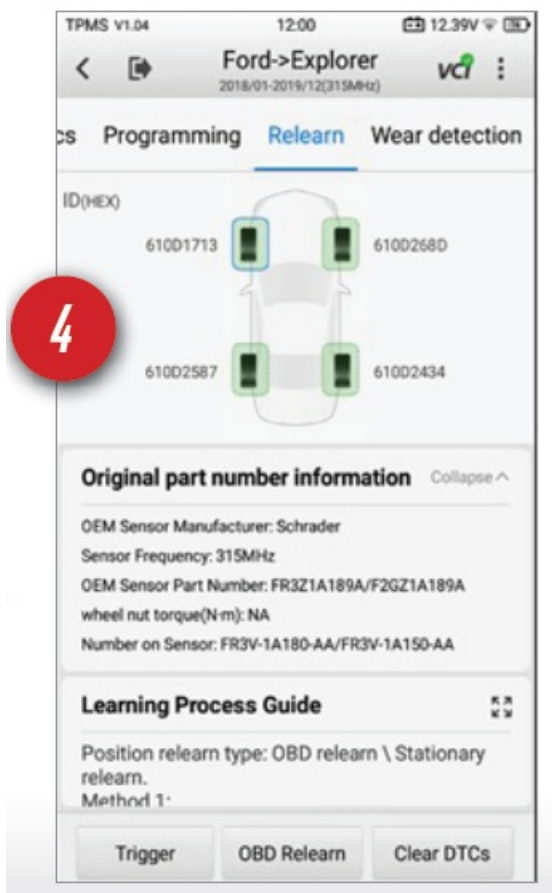 TPMS V1.04 12:00 12.39V
Ford->Explorer VCI
2018/01-2019/12(315MHz)
cs Programming Relearn Wear detection
ID(HEX)
610D1713 610D268D
4
610D2587 610D2434
Original part number information Collapse
OEM Sensor Manufacturer: Schrader
Sensor Frequency: 315MHz
OEM Sensor Part Number: FR3Z1A189A/F2GZ1A189A
wheel nut torque(N·m): NA
Number on Sensor: FR3V-1A180-AA/FR3V-1A150-AA
Learning Process Guide
Position relearn type: OBD relearn \ Stationary
relearn.
Method 1:
Trigger OBD Relearn Clear DTCs